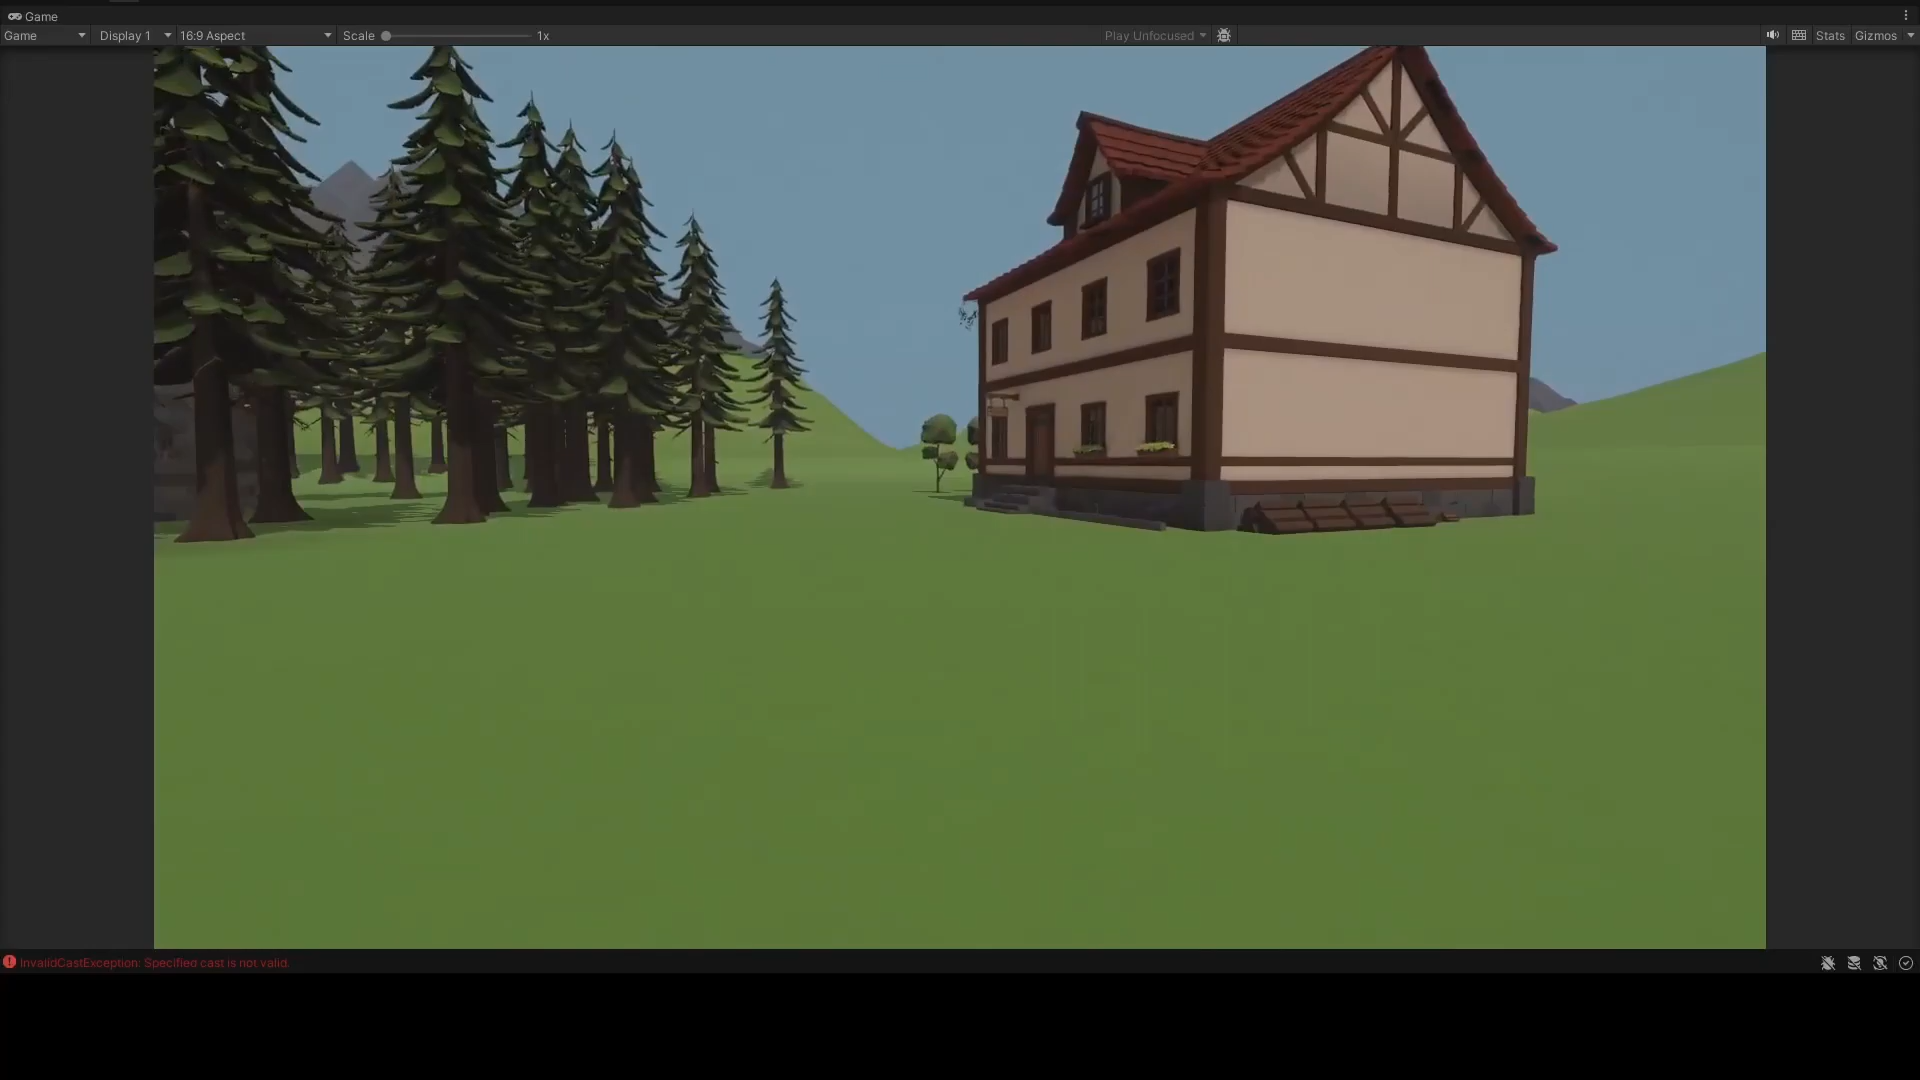 Game
Game Display 1 16:9 Aspect Scale 1x Play Unfocused Stats Gizmos
InvalidCastException: Specified cast is not valid.